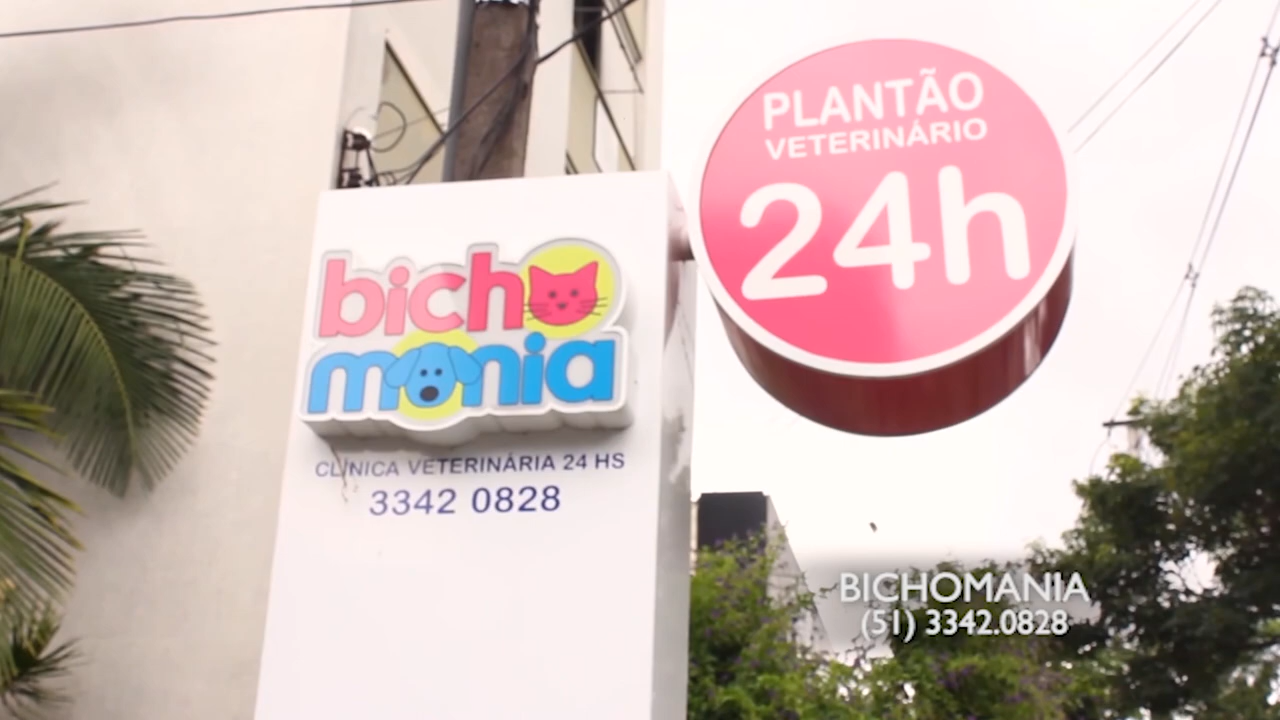 bicho
mania
CLÍNICA VETERINÁRIA 24 HS
3342 0828
PLANTÃO
VETERINÁRIO
24h
BICHOMANIA
(51) 3342.0828